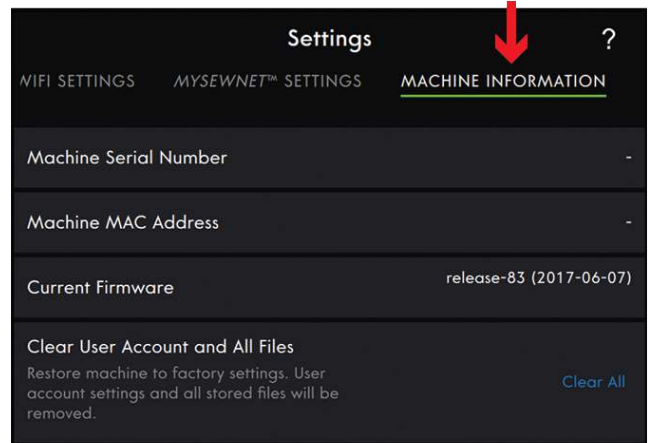 Settings
?
WIFI SETTINGS MYSEWNET™ SETTINGS MACHINE INFORMATION
Machine Serial Number -
Machine MAC Address -
Current Firmware release-83 (2017-06-07)
Clear User Account and All Files
Restore machine to factory settings. User
account settings and all stored files will be
removed.
Clear All